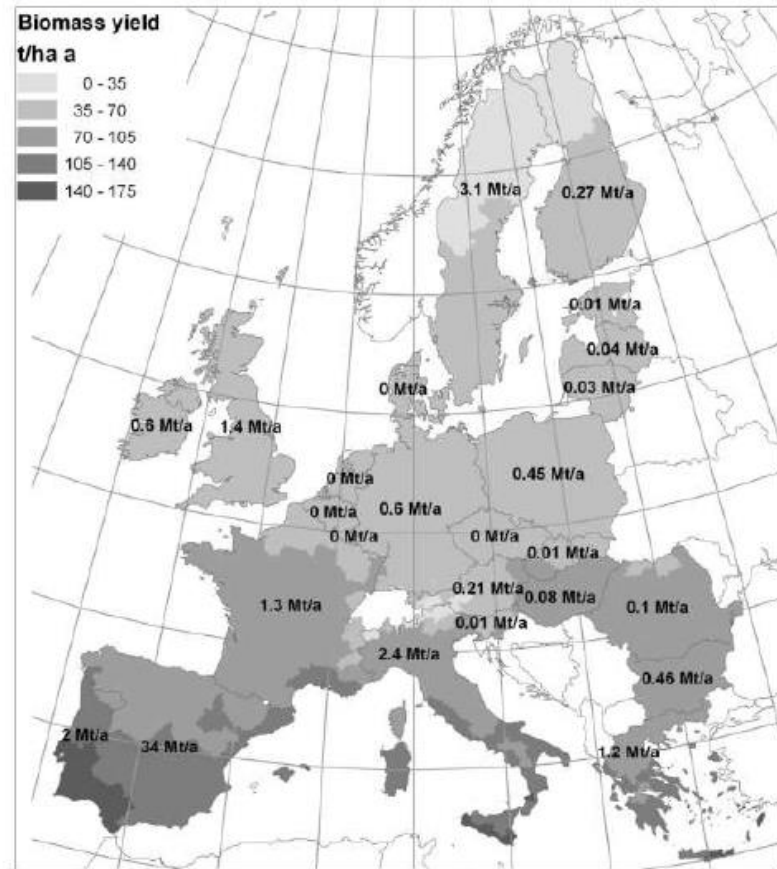 Biomass yield
t/ha a
0 - 35
35 - 70
70 - 105
105 - 140
140 - 175
3.1 Mt/a
0.27 Mt/a
0.01 Mt/a
0.04 Mt/a
0.03 Mt/a
0 Mt/a
0.6 Mt/a
1.4 Mt/a
0 Mt/a
0.45 Mt/a
0 Mt/a
0.6 Mt/a
0 Mt/a
0 Mt/a
0.01 Mt/a
0.21 Mt/a
0.08 Mt/a
0.1 Mt/a
1.3 Mt/a
0.01 Mt/a
2.4 Mt/a
0.46 Mt/a
2 Mt/a
34 Mt/a
1.2 Mt/a